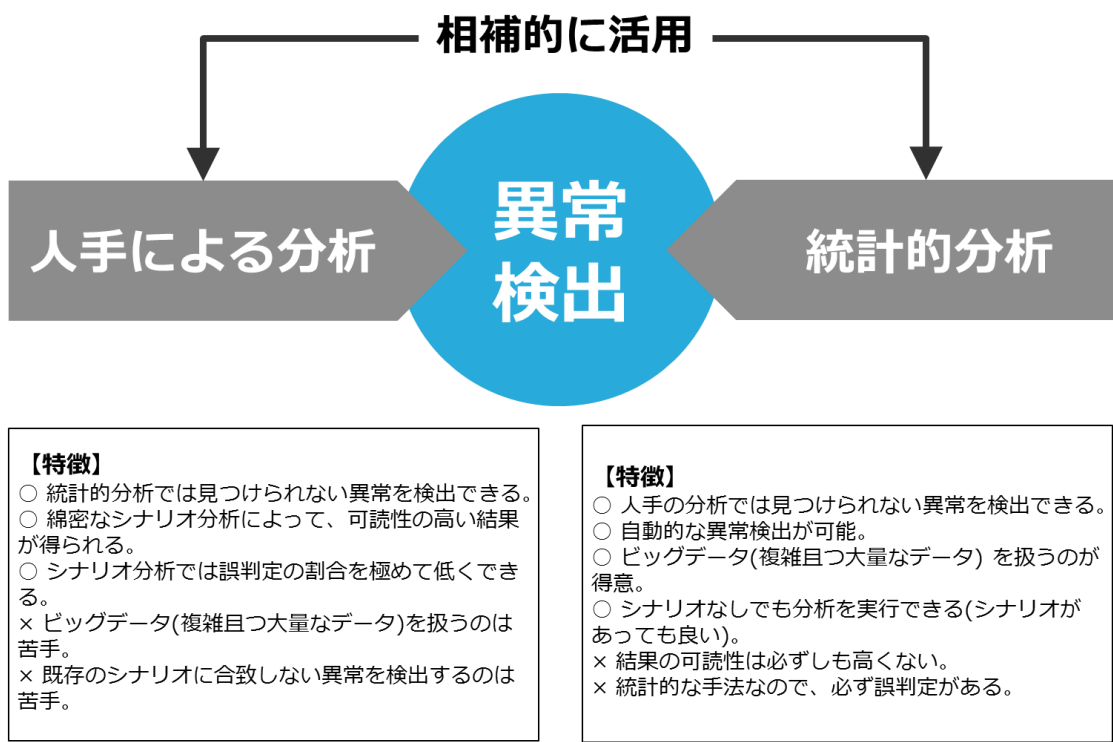 相補的に活用
人手による分析
異常
検出
統計的分析
【特徴】
○ 統計的分析では見つけられない異常を検出できる。
○ 綿密なシナリオ分析によって、可読性の高い結果
が得られる。
○ シナリオ分析では誤判定の割合を極めて低くでき
る。
× ビッグデータ(複雑且つ大量なデータ)を扱うのは
苦手。
× 既存のシナリオに合致しない異常を検出するのは
苦手。
【特徴】
○ 人手の分析では見つけられない異常を検出できる。
○ 自動的な異常検出が可能。
○ ビッグデータ(複雑且つ大量なデータ) を扱うのが
得意。
○ シナリオなしでも分析を実行できる(シナリオが
あっても良い)。
× 結果の可読性は必ずしも高くない。
× 統計的な手法なので、必ず誤判定がある。